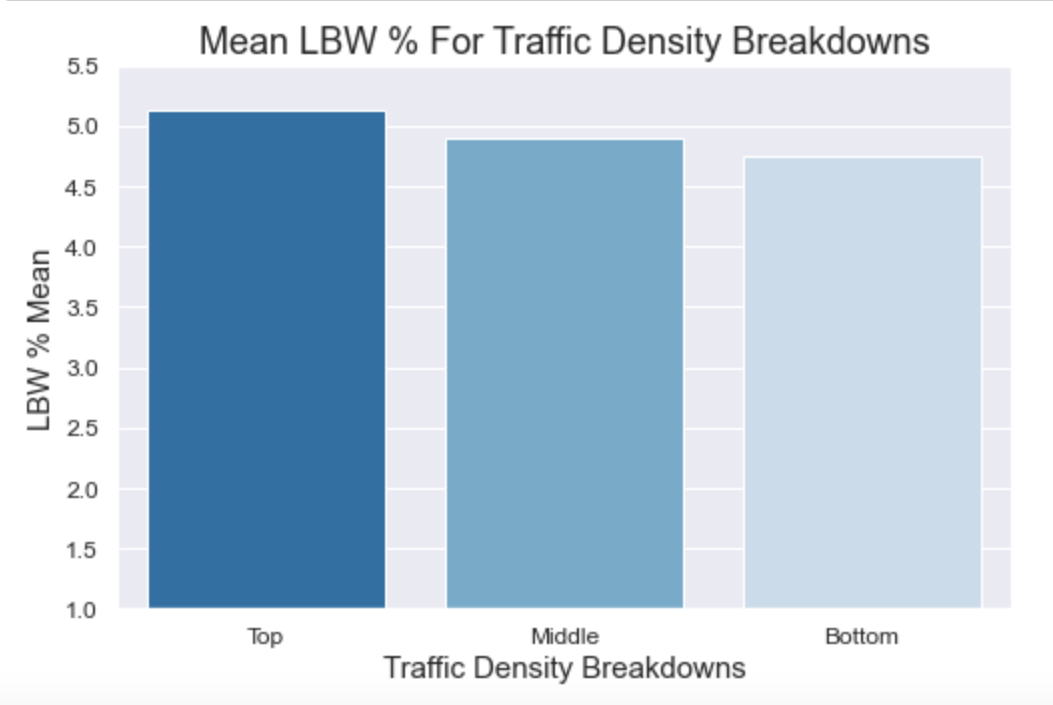 Mean LBW % For Traffic Density Breakdowns
5.5
5.0
4.5
4.0
3.5
3.0
2.5
2.0
1.5
1.0
LBW % Mean
Top
Middle
Bottom
Traffic Density Breakdowns